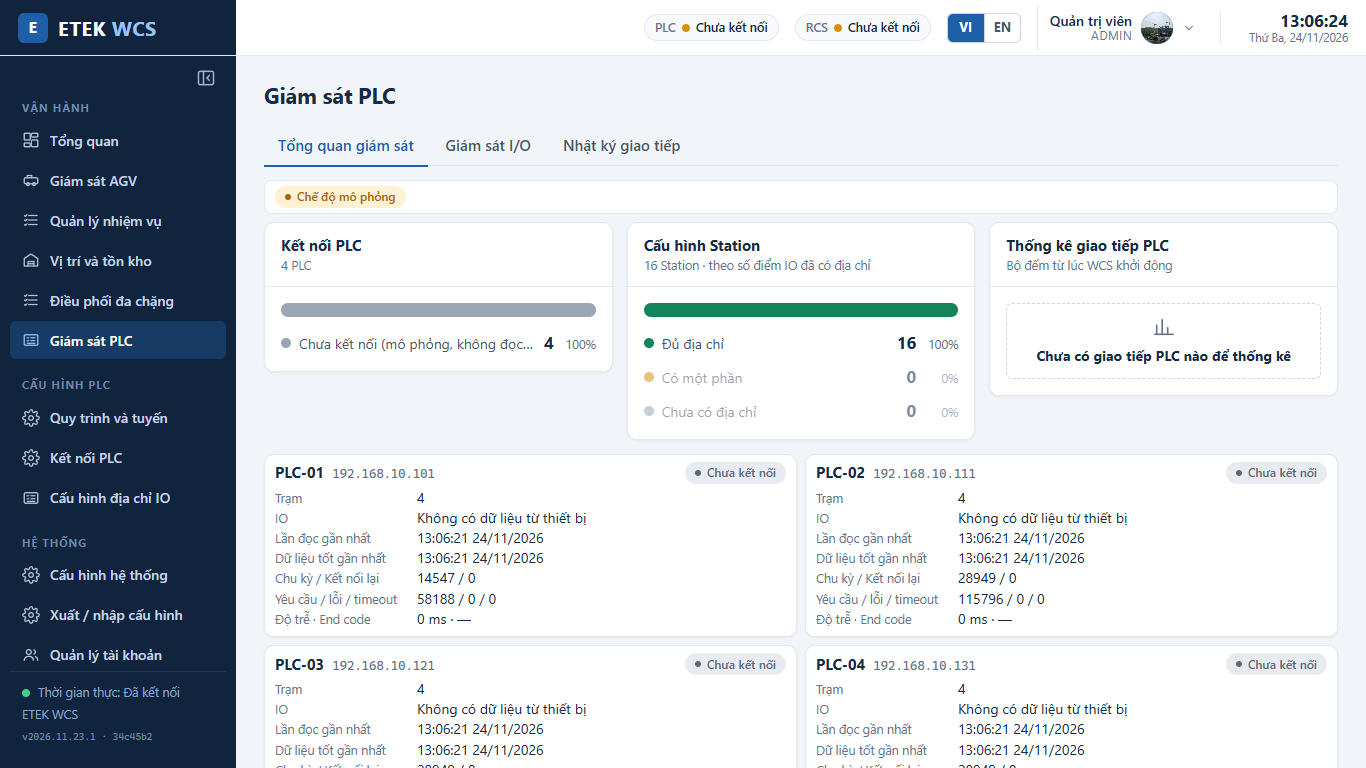 E ETEK WCS
PLC Chưa kết nối RCS Chưa kết nối VI EN Quản trị viên ADMIN 13:06:24 Thứ Ba, 24/11/2026
VẬN HÀNH
Tổng quan
Giám sát AGV
Quản lý nhiệm vụ
Vị trí và tồn kho
Điều phối đa chặng
Giám sát PLC
CẤU HÌNH PLC
Quy trình và tuyến
Kết nối PLC
Cấu hình địa chỉ IO
HỆ THỐNG
Cấu hình hệ thống
Xuất / nhập cấu hình
Quản lý tài khoản
Thời gian thực: Đã kết nối
ETEK WCS
v2026.11.23.1 · 34c45b2
Giám sát PLC
Tổng quan giám sát Giám sát I/O Nhật ký giao tiếp
Chế độ mô phỏng
Kết nối PLC
4 PLC
Chưa kết nối (mô phỏng, không đọc... 4 100%
Cấu hình Station
16 Station · theo số điểm IO đã có địa chỉ
Đủ địa chỉ 16 100%
Có một phần 0 0%
Chưa có địa chỉ 0 0%
Thống kê giao tiếp PLC
Bộ đếm từ lúc WCS khởi động
Chưa có giao tiếp PLC nào để thống kê
PLC-01 192.168.10.101 Chưa kết nối
Trạm 4
IO Không có dữ liệu từ thiết bị
Lần đọc gần nhất 13:06:21 24/11/2026
Dữ liệu tốt gần nhất 13:06:21 24/11/2026
Chu kỳ / Kết nối lại 14547 / 0
Yêu cầu / lỗi / timeout 58188 / 0 / 0
Độ trễ · End code 0 ms · —
PLC-02 192.168.10.111 Chưa kết nối
Trạm 4
IO Không có dữ liệu từ thiết bị
Lần đọc gần nhất 13:06:21 24/11/2026
Dữ liệu tốt gần nhất 13:06:21 24/11/2026
Chu kỳ / Kết nối lại 28949 / 0
Yêu cầu / lỗi / timeout 115796 / 0 / 0
Độ trễ · End code 0 ms · —
PLC-03 192.168.10.121 Chưa kết nối
Trạm 4
IO Không có dữ liệu từ thiết bị
Lần đọc gần nhất 13:06:21 24/11/2026
Dữ liệu tốt gần nhất 13:06:21 24/11/2026
PLC-04 192.168.10.131 Chưa kết nối
Trạm 4
IO Không có dữ liệu từ thiết bị
Lần đọc gần nhất 13:06:21 24/11/2026
Dữ liệu tốt gần nhất 13:06:21 24/11/2026